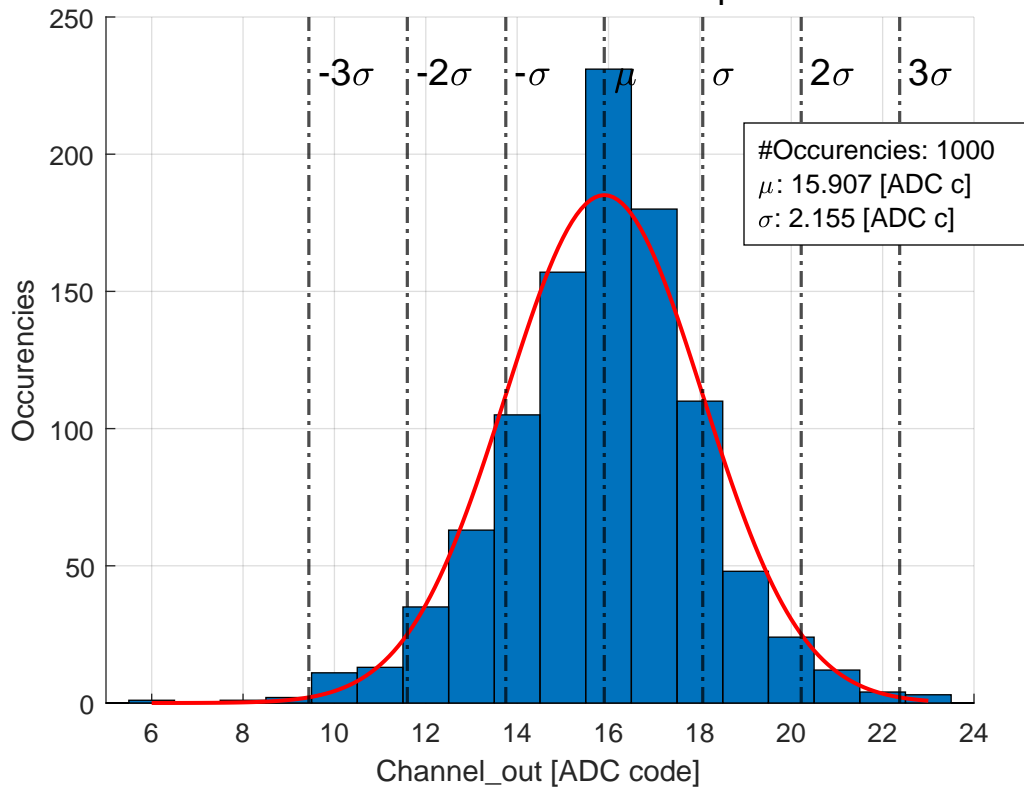 250
200
150
100
50
0
Occurencies
-3σ -2σ -σ μ σ 2σ 3σ
#Occurencies: 1000
μ: 15.907 [ADC c]
σ: 2.155 [ADC c]
6 8 10 12 14 16 18 20 22 24
Channel_out [ADC code]